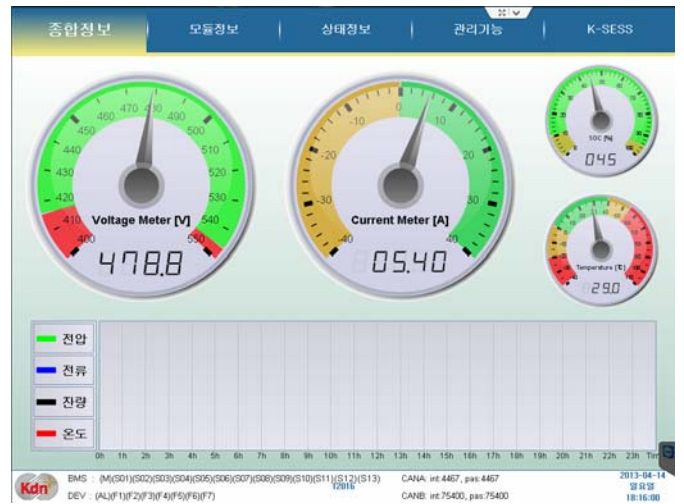 종합정보 모듈정보 상태정보 관리기능 K-SESS
400 410 420 430 440 450 460 470 480 490 500 510 520 530 540 550
Voltage Meter [V]
478.8
-40 -30 -20 -10 0 10 20 30 40
Current Meter [A]
05.40
SOC [%]
045
Temperature [℃]
29.0
전압
전류
잔량
온도
0h 1h 2h 3h 4h 5h 6h 7h 8h 9h 10h 11h 12h 13h 14h 15h 16h 17h 18h 19h 20h 21h 22h 23h Tim
Kdn
BMS : (M)(S01)(S02)(S03)(S04)(S05)(S06)(S07)(S08)(S09)(S10)(S11)(S12)(S13)
T2016
DEV : (AL)(F1)(F2)(F3)(F4)(F5)(F6)(F7)
CANA: int:4467, pas:4467
CANB: int:75400, pas:75400
2013-04-14
일요일
18:16:00